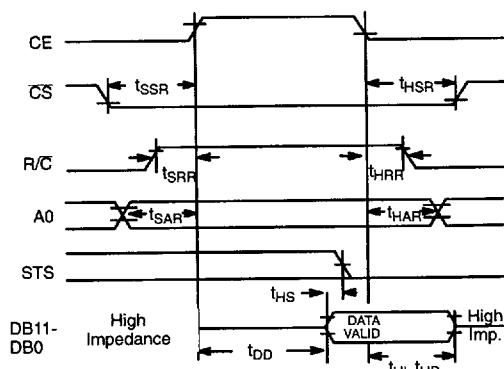 CE
CS
tSSR
tHSR
R/C
tSRR
tHRR
A0
tSAR
tHAR
STS
tHS
DB11-
DB0
High
Impedance
DATA
VALID
High
Imp.
tDD